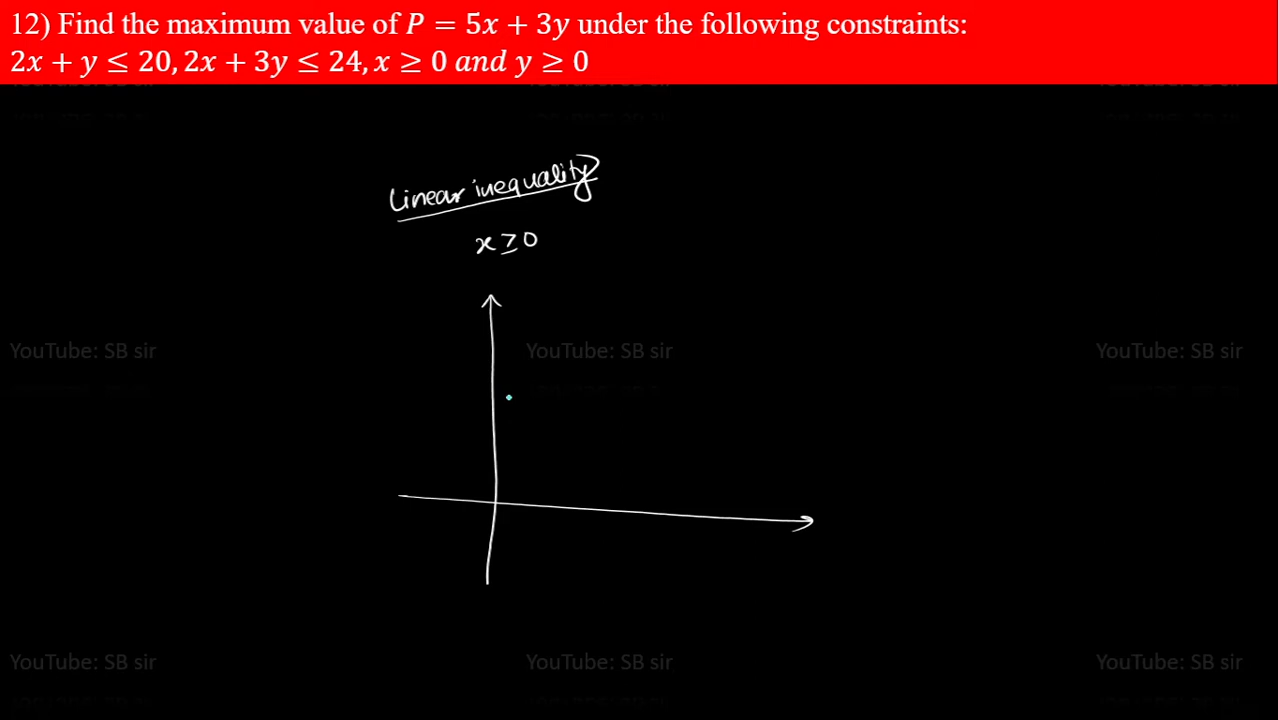 12) Find the maximum value of P = 5x + 3y under the following constraints:
2x + y ≤ 20, 2x + 3y ≤ 24, x ≥ 0 and y ≥ 0
Linear inequality
x ≥ 0
YouTube: SB sir YouTube: SB sir YouTube: SB sir
YouTube: SB sir YouTube: SB sir YouTube: SB sir